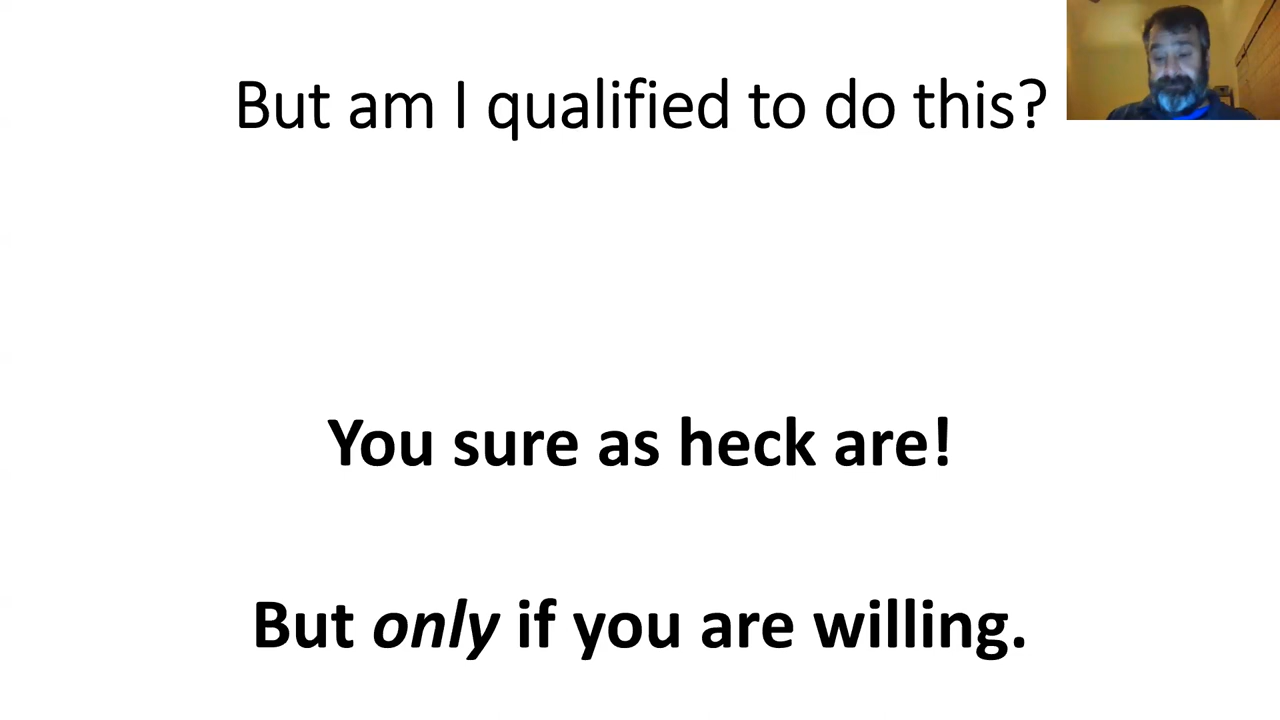 But am I qualified to do this?
You sure as heck are!
But only if you are willing.